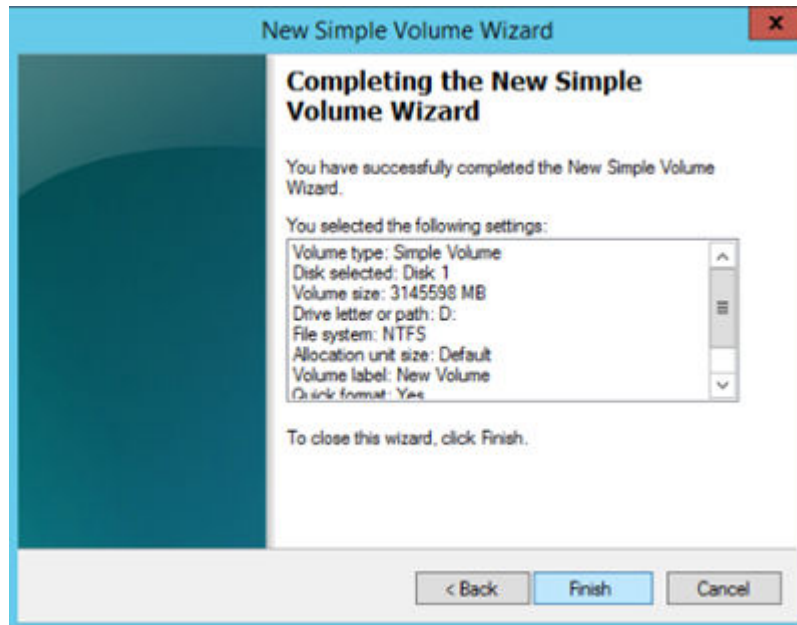 New Simple Volume Wizard
x
Completing the New Simple
Volume Wizard
You have successfully completed the New Simple Volume
Wizard.
You selected the following settings:
Volume type: Simple Volume
Disk selected: Disk 1
Volume size: 3145598 MB
Drive letter or path: D:
File system: NTFS
Allocation unit size: Default
Volume label: New Volume
Quick format: Yes
To close this wizard, click Finish.
< Back
Finish
Cancel